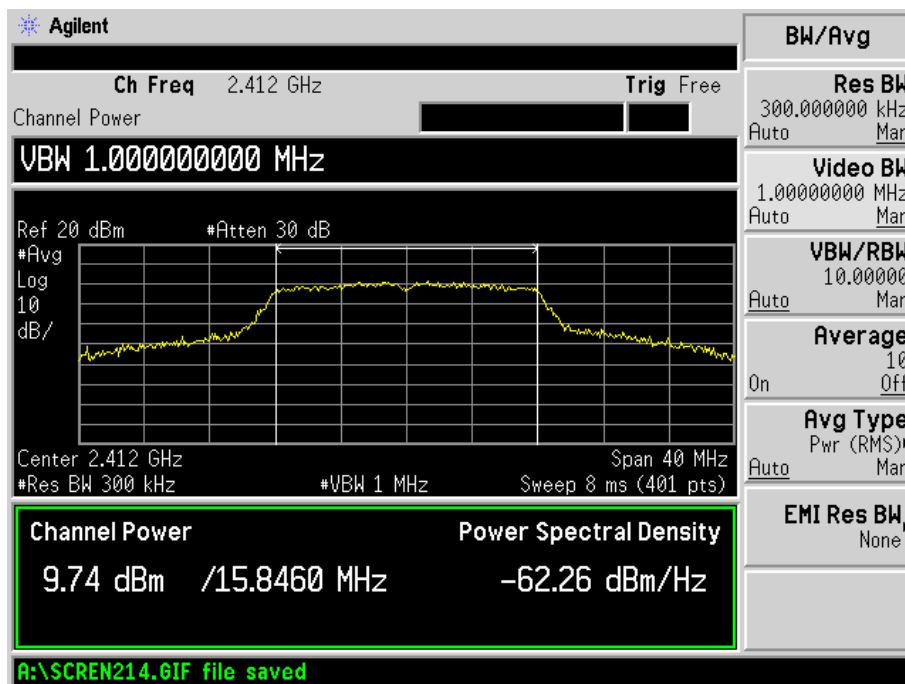 Agilent
BW/Avg
Ch Freq 2.412 GHz Trig Free
Channel Power
VBW 1.000000000 MHz
Ref 20 dBm #Atten 30 dB
#Avg
Log
10
dB/
Center 2.412 GHz Span 40 MHz
#Res BW 300 kHz #VBW 1 MHz Sweep 8 ms (401 pts)
Channel Power Power Spectral Density
9.74 dBm /15.8460 MHz -62.26 dBm/Hz
A:\SCREN214.GIF file saved
Res BW
300.000000 kHz
Auto Man
Video BW
1.00000000 MHz
Auto Man
VBW/RBW
10.00000
Auto Man
Average
10
On Off
Avg Type
Pwr (RMS)
Auto Man
EMI Res BW
None